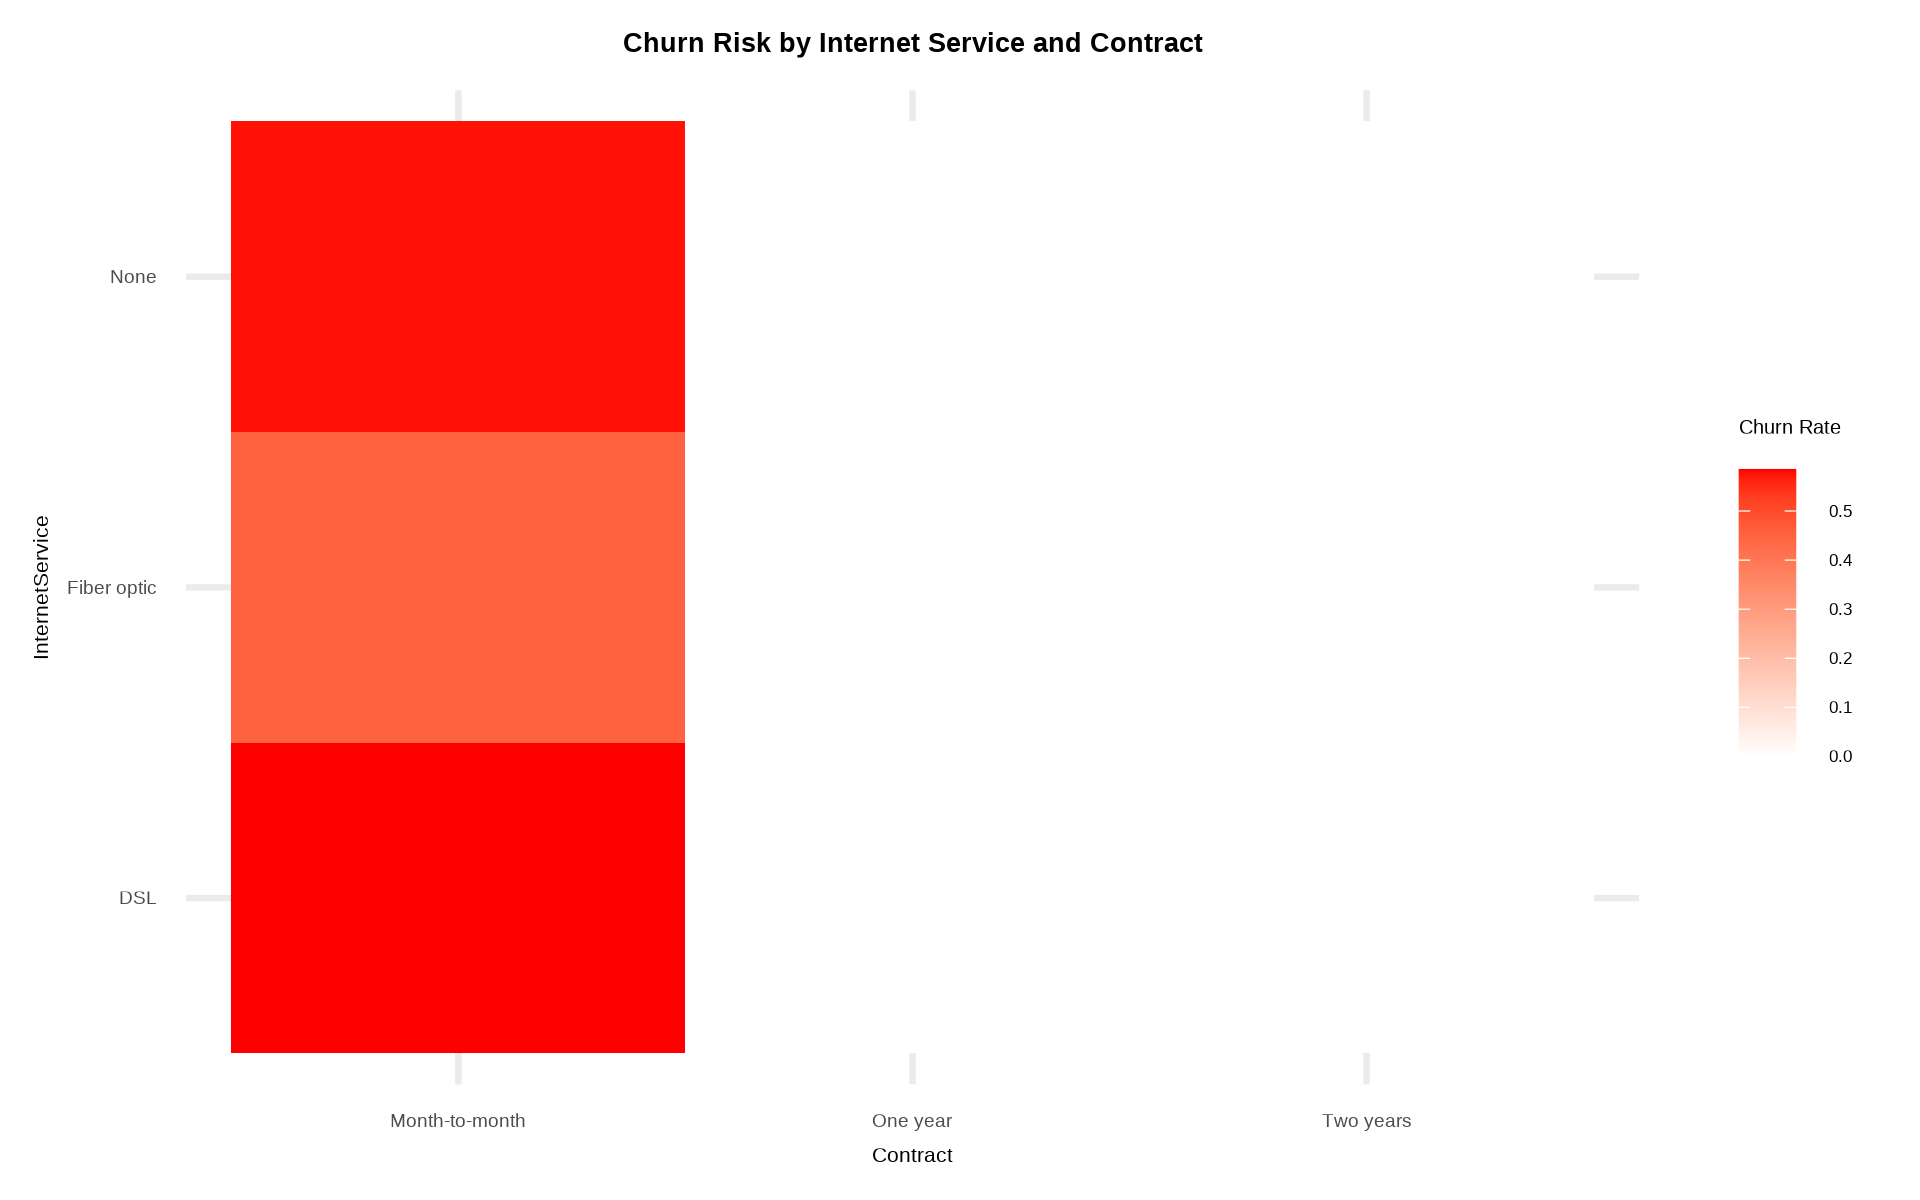 Churn Risk by Internet Service and Contract
InternetService
None
Fiber optic
DSL
Month-to-month
One year
Two years
Contract
Churn Rate
0.5
0.4
0.3
0.2
0.1
0.0